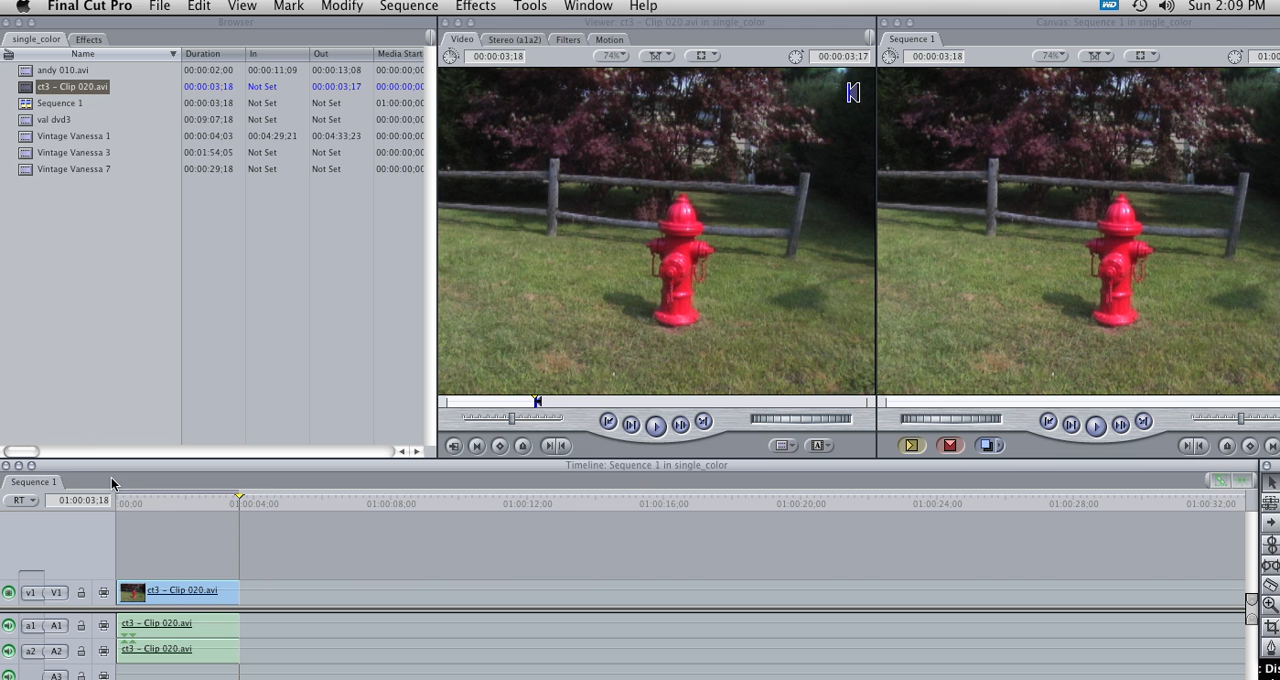 Final Cut Pro File Edit View Mark Modify Sequence Effects Tools Window Help WD Sun 2:09 PM
Browser
Viewer: ct3 - Clip 020.avi in single_color
Canvas: Sequence 1 in single_color
single_color Effects
Video Stereo (a1a2) Filters Motion
Sequence 1
Name Duration In Out Media Start
00:00:03;18 74% 00:00:03;17
00:00:03;18 74% 01:00
andy 010.avi 00:00:02;00 00:00:11;09 00:00:13;08 00:00:00;00
ct3 - Clip 020.avi 00:00:03;18 Not Set 00:00:03;17 00:00:00;00
Sequence 1 00:00:03;18 Not Set Not Set 01:00:00;00
val dvd3 00:09:07;18 Not Set Not Set 00:00:00;00
Vintage Vanessa 1 00:00:04;03 00:04:29;21 00:04:33;23 00:00:00;00
Vintage Vanessa 3 00:01:54;05 Not Set Not Set 00:00:00;00
Vintage Vanessa 7 00:00:29;18 Not Set Not Set 00:00:00;00
A
Timeline: Sequence 1 in single_color
Sequence 1
RT 01:00:03;18 00:00 01:00:04;00 01:00:08;00 01:00:12;00 01:00:16;00 01:00:20;00 01:00:24;00 01:00:28;00 01:00:32;00
v1 V1 ct3 - Clip 020.avi
a1 A1 ct3 - Clip 020.avi
a2 A2 ct3 - Clip 020.avi
A3
: Dis